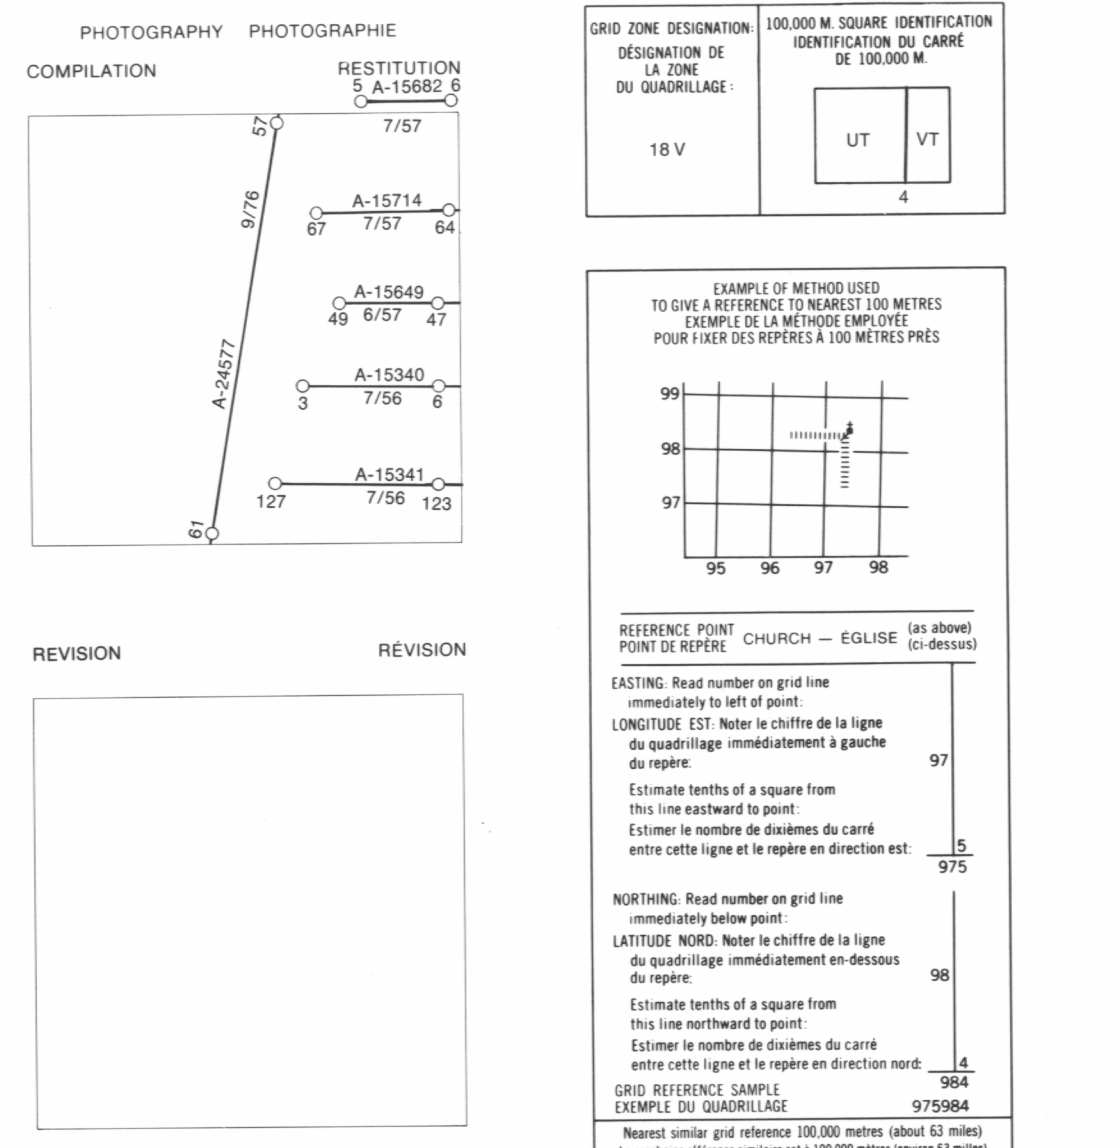 PHOTOGRAPHY PHOTOGRAPHIE
COMPILATION RESTITUTION
5 A-15682 6
7/57
57
9/76
A-24577
61
A-15714
67 7/57 64
A-15649
49 6/57 47
A-15340
3 7/56 6
A-15341
127 7/56 123
REVISION RÉVISION
GRID ZONE DESIGNATION:
DÉSIGNATION DE
LA ZONE
DU QUADRILLAGE:
18 V
100,000 M. SQUARE IDENTIFICATION
IDENTIFICATION DU CARRÉ
DE 100,000 M.
UT VT
4
EXAMPLE OF METHOD USED
TO GIVE A REFERENCE TO NEAREST 100 METRES
EXEMPLE DE LA MÉTHODE EMPLOYÉE
POUR FIXER DES REPÈRES À 100 MÈTRES PRÈS
99
98
97
95 96 97 98
REFERENCE POINT
POINT DE REPÈRE
CHURCH — ÉGLISE
(as above)
(ci-dessus)
EASTING: Read number on grid line
immediately to left of point:
LONGITUDE EST: Noter le chiffre de la ligne
du quadrillage immédiatement à gauche
du repère: 97
Estimate tenths of a square from
this line eastward to point:
Estimer le nombre de dixièmes du carré
entre cette ligne et le repère en direction est: 5
975
NORTHING: Read number on grid line
immediately below point:
LATITUDE NORD: Noter le chiffre de la ligne
du quadrillage immédiatement en-dessous
du repère: 98
Estimate tenths of a square from
this line northward to point:
Estimer le nombre de dixièmes du carré
entre cette ligne et le repère en direction nord: 4
984
GRID REFERENCE SAMPLE
EXEMPLE DU QUADRILLAGE 975984
Nearest similar grid reference 100,000 metres (about 63 miles)